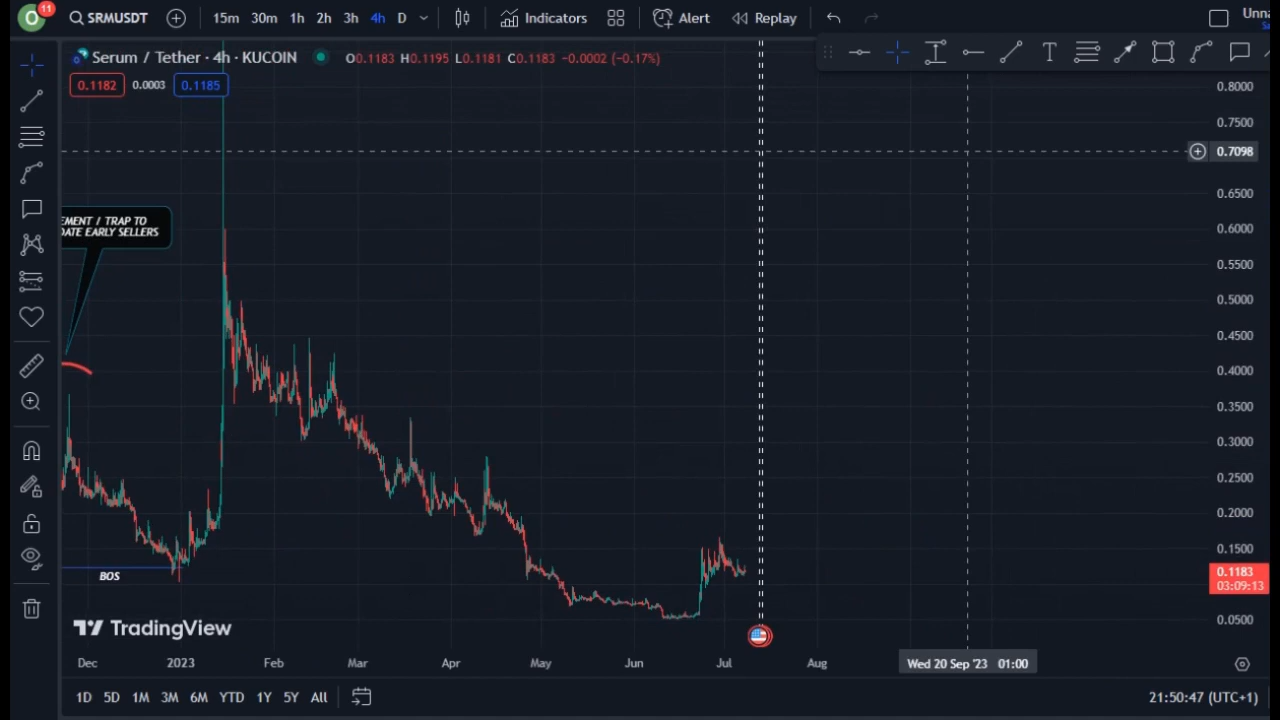 O
11
SRMUSDT
15m 30m 1h 2h 3h 4h D
Indicators
Alert
Replay
Unna
Serum / Tether · 4h · KUCOIN
O0.1183 H0.1195 L0.1181 C0.1183 -0.0002 (-0.17%)
0.1182 0.0003 0.1185
T
0.8000
0.7500
0.7098
0.6500
0.6000
0.5500
0.5000
0.4500
0.4000
0.3500
0.3000
0.2500
0.2000
0.1500
0.1183
03:09:13
0.0500
EMENT / TRAP TO
DATE EARLY SELLERS
BOS
TradingView
Dec 2023 Feb Mar Apr May Jun Jul Aug
Wed 20 Sep '23 01:00
1D 5D 1M 3M 6M YTD 1Y 5Y All
21:50:47 (UTC+1)